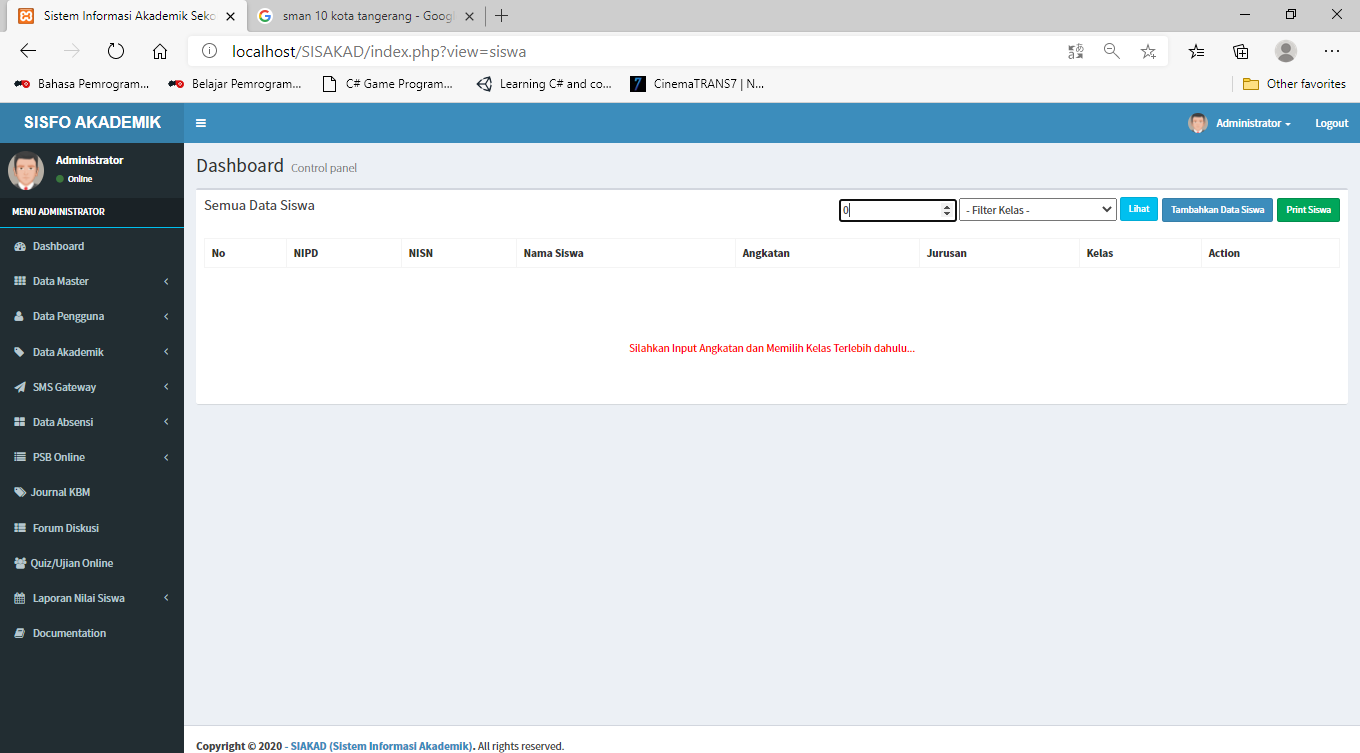 Sistem Informasi Akademik Seko
sman 10 kota tangerang - Googl
localhost/SISAKAD/index.php?view=siswa
Bahasa Pemrogram... Belajar Pemrogram... C# Game Program... Learning C# and co... 7 CinemaTRANS7 | N... Other favorites
SISFO AKADEMIK Administrator Logout
Administrator
Online
MENU ADMINISTRATOR
Dashboard
Data Master
Data Pengguna
Data Akademik
SMS Gateway
Data Absensi
PSB Online
Journal KBM
Forum Diskusi
Quiz/Ujian Online
Laporan Nilai Siswa
Documentation
Dashboard Control panel
Semua Data Siswa 0 - Filter Kelas - Lihat Tambahkan Data Siswa Print Siswa
No NIPD NISN Nama Siswa Angkatan Jurusan Kelas Action
Silahkan Input Angkatan dan Memilih Kelas Terlebih dahulu...
Copyright © 2020 - SIAKAD (Sistem Informasi Akademik). All rights reserved.